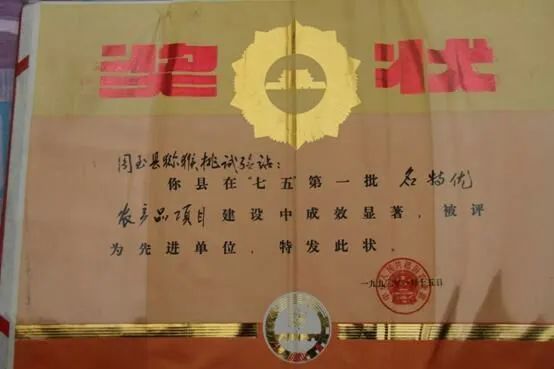 奖状
周至县猕猴桃试验站：
你县在"七五"第一批名特优
农产品项目建设中成效显著，被评
为先进单位，特发此状。